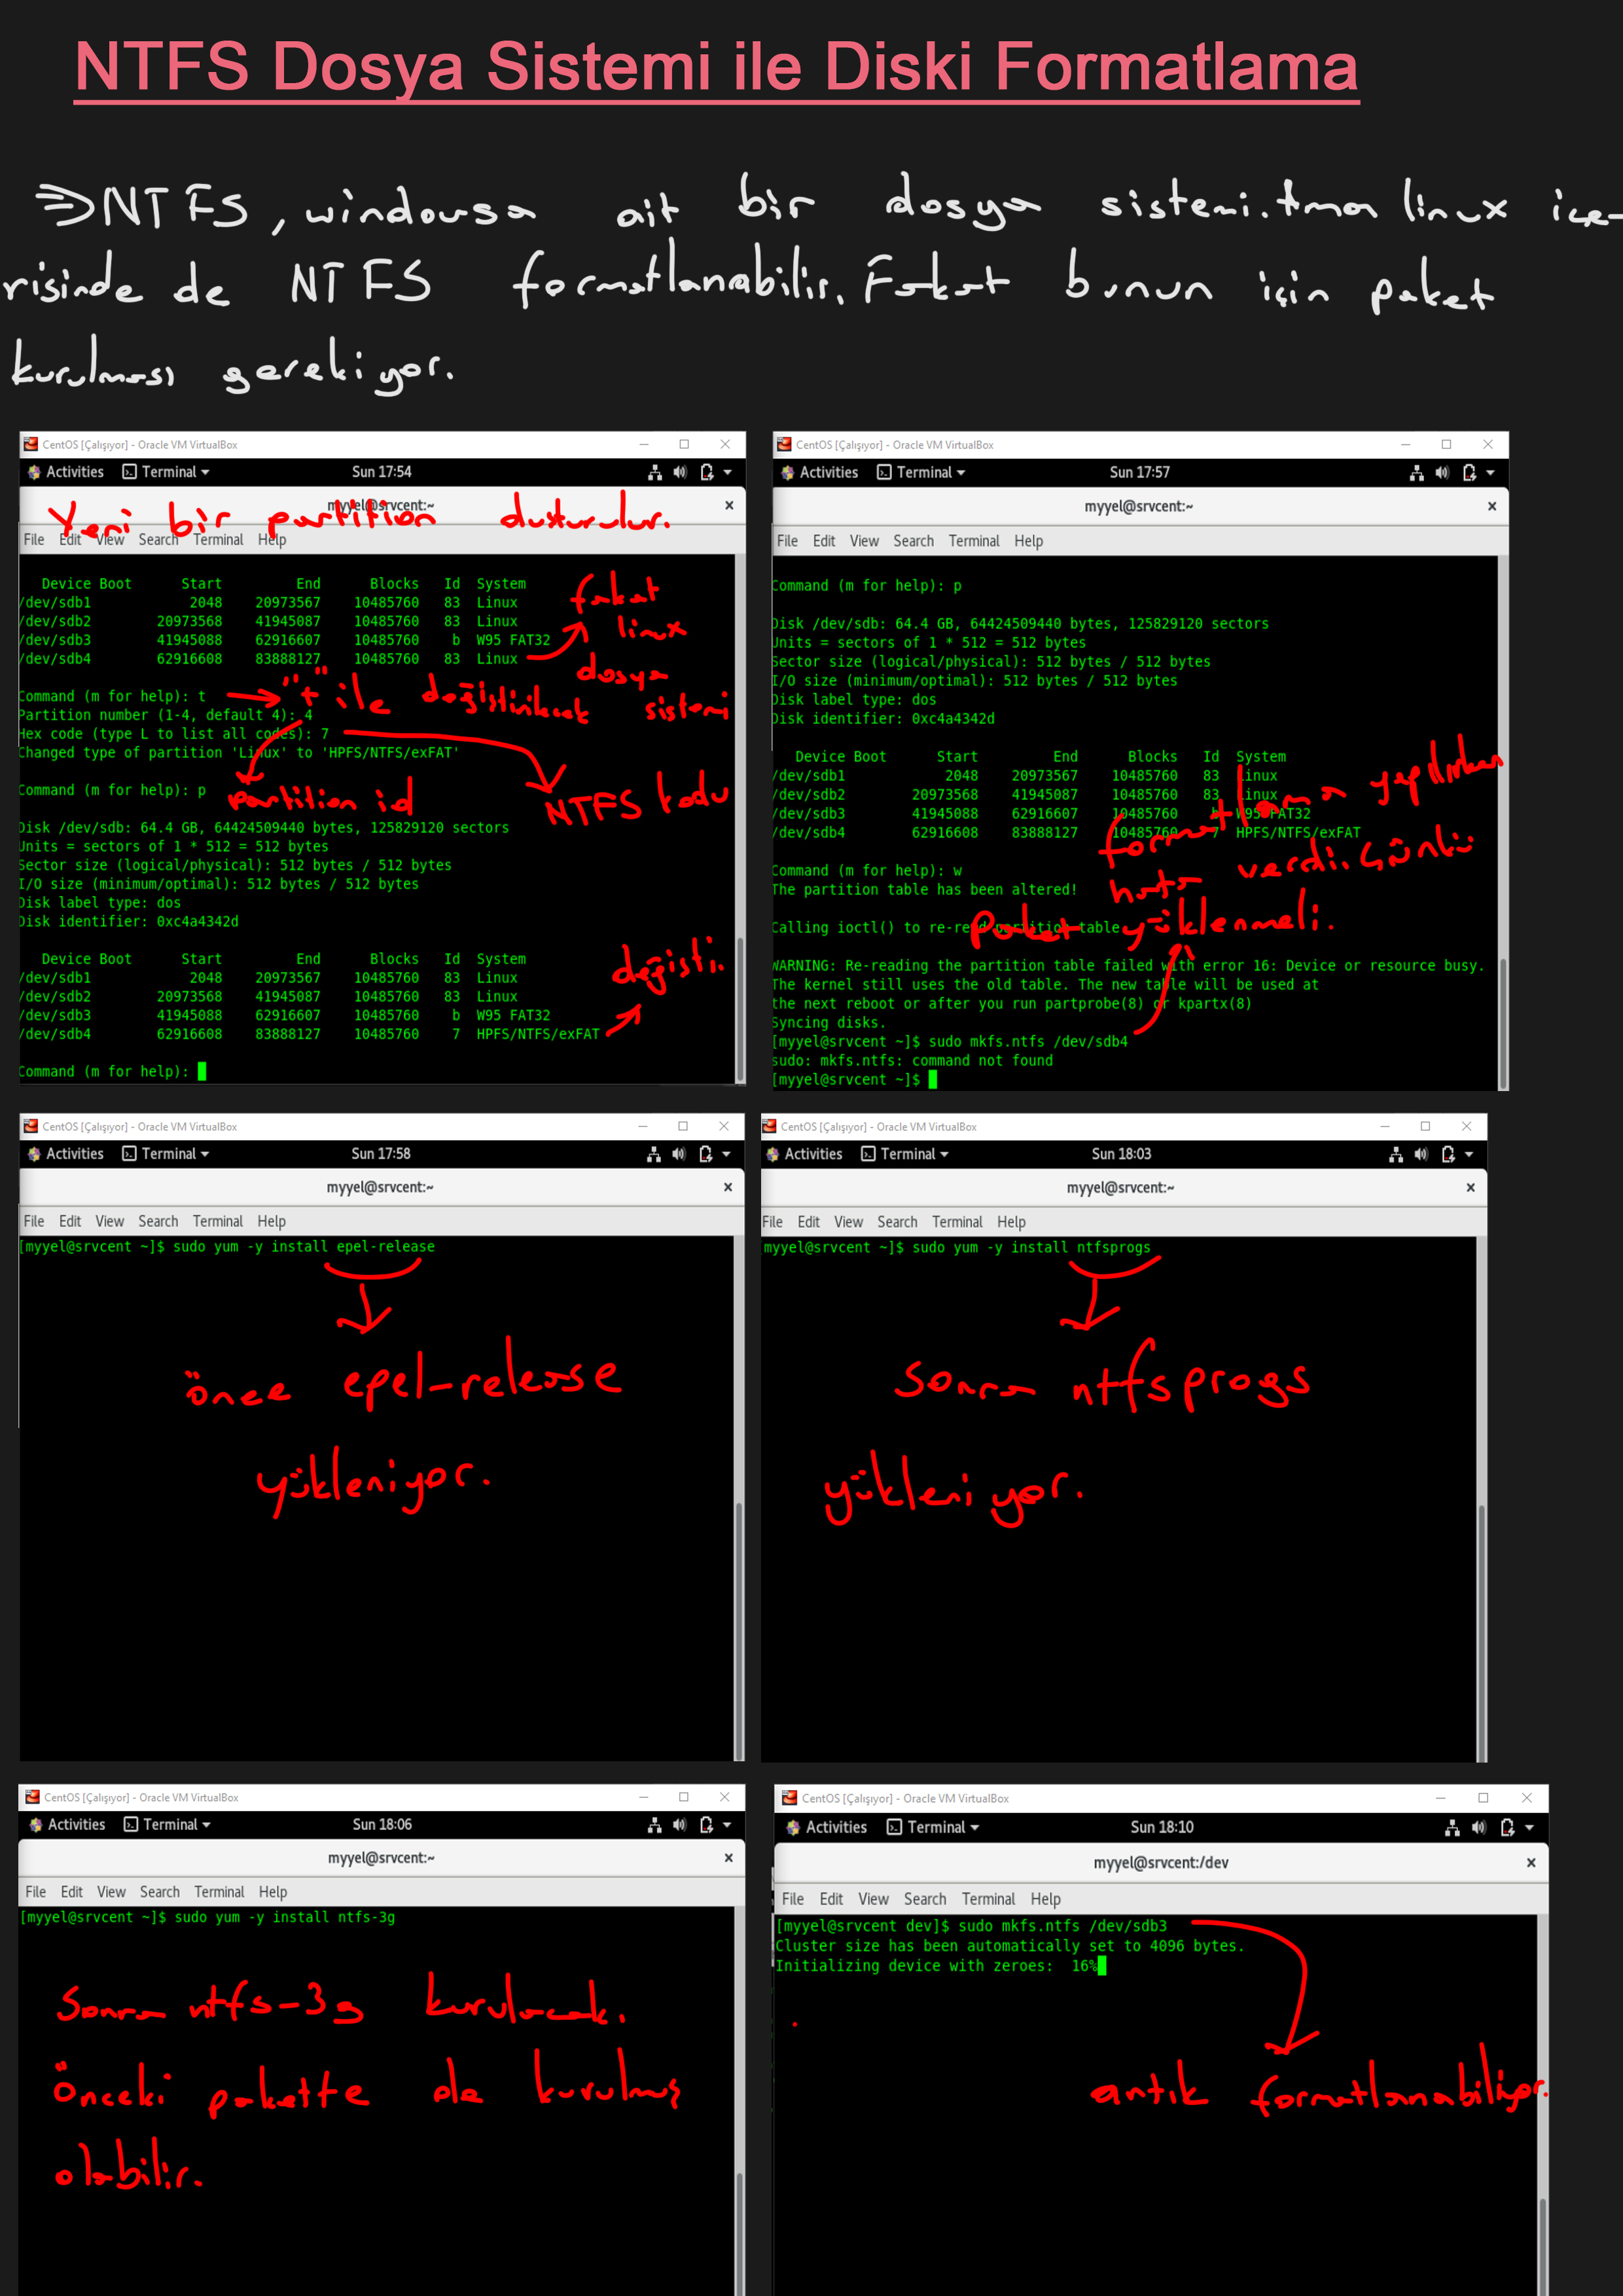 NTFS Dosya Sistemi ile Diski Formatlama
⇒NTFS, windowsa ait bir dosya sistemi. Ama linux içe-
risinde de NTFS formatlanabilir. Fakat bunun için paket
kurulması gerekiyor.
CentOS [Çalışıyor] - Oracle VM VirtualBox
Activities Terminal Sun 17:54
myyel@srvcent:~
Yeni bir partition oluşturulur.
File Edit View Search Terminal Help
Device Boot Start End Blocks Id System
/dev/sdb1 2048 20973567 10485760 83 Linux
/dev/sdb2 20973568 41945087 10485760 83 Linux
/dev/sdb3 41945088 62916607 10485760 b W95 FAT32
/dev/sdb4 62916608 83888127 10485760 83 Linux
fakat
linux
dosya
sistemi
Command (m for help): t
"t" ile değiştirilecek
Partition number (1-4, default 4): 4
Hex code (type L to list all codes): 7
Changed type of partition 'Linux' to 'HPFS/NTFS/exFAT'
Command (m for help): p
partition id
NTFS kodu
Disk /dev/sdb: 64.4 GB, 64424509440 bytes, 125829120 sectors
Units = sectors of 1 * 512 = 512 bytes
Sector size (logical/physical): 512 bytes / 512 bytes
I/O size (minimum/optimal): 512 bytes / 512 bytes
Disk label type: dos
Disk identifier: 0xc4a4342d
Device Boot Start End Blocks Id System
/dev/sdb1 2048 20973567 10485760 83 Linux
/dev/sdb2 20973568 41945087 10485760 83 Linux
/dev/sdb3 41945088 62916607 10485760 b W95 FAT32
/dev/sdb4 62916608 83888127 10485760 7 HPFS/NTFS/exFAT
değişti.
Command (m for help):
CentOS [Çalışıyor] - Oracle VM VirtualBox
Activities Terminal Sun 17:57
myyel@srvcent:~
File Edit View Search Terminal Help
Command (m for help): p
Disk /dev/sdb: 64.4 GB, 64424509440 bytes, 125829120 sectors
Units = sectors of 1 * 512 = 512 bytes
Sector size (logical/physical): 512 bytes / 512 bytes
I/O size (minimum/optimal): 512 bytes / 512 bytes
Disk label type: dos
Disk identifier: 0xc4a4342d
Device Boot Start End Blocks Id System
/dev/sdb1 2048 20973567 10485760 83 Linux
/dev/sdb2 20973568 41945087 10485760 83 Linux
/dev/sdb3 41945088 62916607 10485760 b W95 FAT32
/dev/sdb4 62916608 83888127 10485760 7 HPFS/NTFS/exFAT
formatlama yapılırken
hata verdi. Çünkü
paket yüklenmeli.
Command (m for help): w
The partition table has been altered!
Calling ioctl() to re-read partition table.
WARNING: Re-reading the partition table failed with error 16: Device or resource busy.
The kernel still uses the old table. The new table will be used at
the next reboot or after you run partprobe(8) or kpartx(8)
Syncing disks.
[myyel@srvcent ~]$ sudo mkfs.ntfs /dev/sdb4
sudo: mkfs.ntfs: command not found
[myyel@srvcent ~]$
CentOS [Çalışıyor] - Oracle VM VirtualBox
Activities Terminal Sun 17:58
myyel@srvcent:~
File Edit View Search Terminal Help
[myyel@srvcent ~]$ sudo yum -y install epel-release
önce epel-release
yükleniyor.
CentOS [Çalışıyor] - Oracle VM VirtualBox
Activities Terminal Sun 18:03
myyel@srvcent:~
File Edit View Search Terminal Help
[myyel@srvcent ~]$ sudo yum -y install ntfsprogs
sonra ntfsprogs
yükleniyor.
CentOS [Çalışıyor] - Oracle VM VirtualBox
Activities Terminal Sun 18:06
myyel@srvcent:~
File Edit View Search Terminal Help
[myyel@srvcent ~]$ sudo yum -y install ntfs-3g
Sonra ntfs-3g kurulacak.
Önceki pakette de kurulmuş
olabilir.
CentOS [Çalışıyor] - Oracle VM VirtualBox
Activities Terminal Sun 18:10
myyel@srvcent:/dev
File Edit View Search Terminal Help
[myyel@srvcent dev]$ sudo mkfs.ntfs /dev/sdb3
Cluster size has been automatically set to 4096 bytes.
Initializing device with zeroes: 16%
artık formatlanabiliyor.